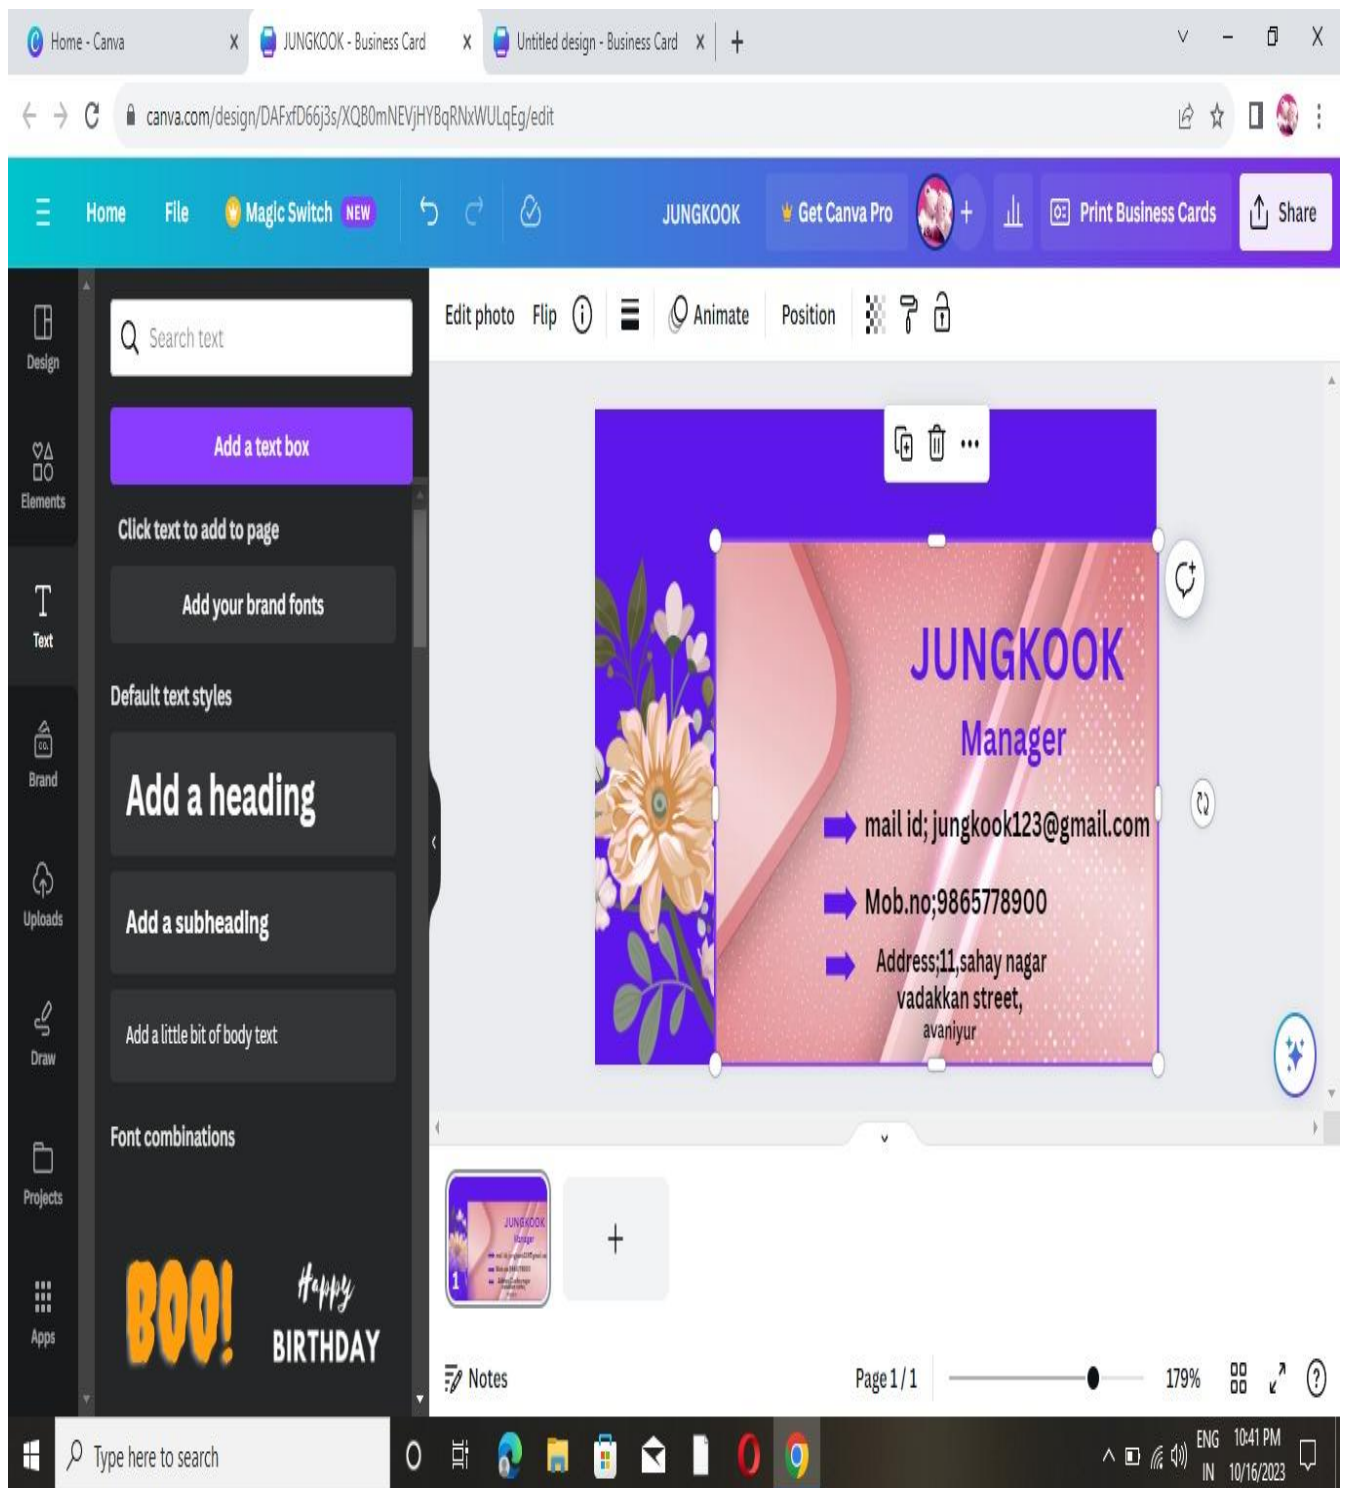 Home - Canva
JUNGKOOK - Business Card
Untitled design - Business Card
canva.com/design/DAFxfD66j3s/XQB0mNEVjHYBqRNxWULqEg/edit
Home File Magic Switch NEW
JUNGKOOK
Get Canva Pro
Print Business Cards
Share
Design
Elements
Text
Brand
CO.
Uploads
Draw
Projects
Apps
Search text
Add a text box
Click text to add to page
Add your brand fonts
Default text styles
Add a heading
Add a subheading
Add a little bit of body text
Font combinations
BOO!
Happy
BIRTHDAY
Edit photo Flip Animate Position
JUNGKOOK
Manager
mail id; jungkook123@gmail.com
Mob.no;9865778900
Address;11,sahay nagar
vadakkan street,
avaniyur
JUNGKOOK
Manager
1
Notes
Page 1 / 1
179%
Type here to search
ENG
IN
10:41 PM
10/16/2023